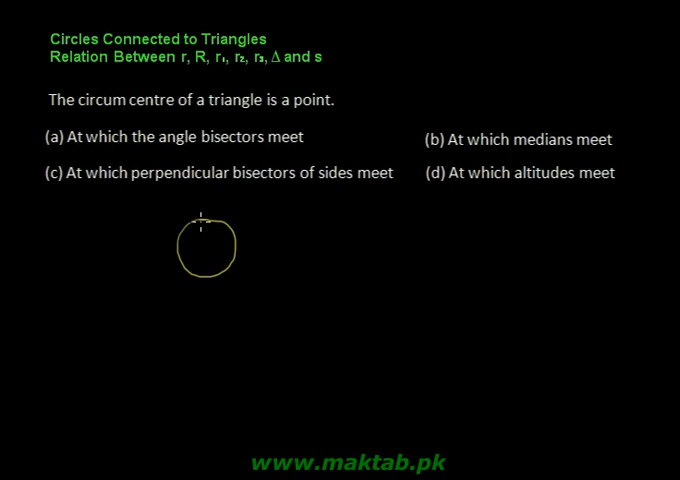 Circles Connected to Triangles
Relation Between r, R, r₁, r₂, r₃, Δ and s
The circum centre of a triangle is a point.
(a) At which the angle bisectors meet
(b) At which medians meet
(c) At which perpendicular bisectors of sides meet
(d) At which altitudes meet
www.maktab.pk